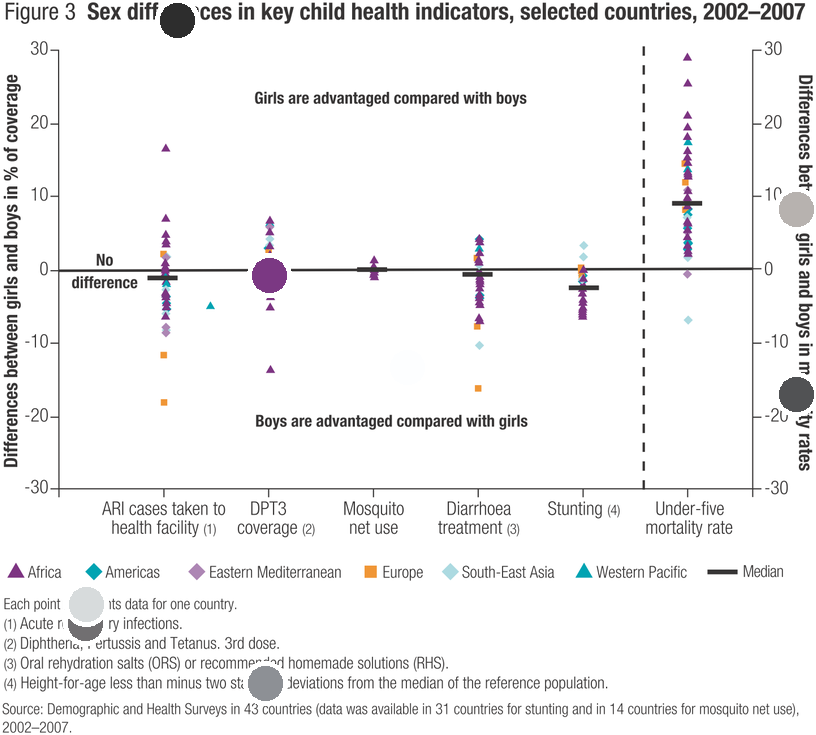 Figure 3 Sex in key child health indicators, selected countries, 2002–2007
Differences between girls and boys in % of coverage
30
20
10
0
-10
-20
-30
Girls are advantaged compared with boys
No
difference
Boys are advantaged compared with girls
30
20
10
0
-10
-20
-30
Differences girls and boys in rates
ARI cases taken to
health facility (1)
DPT3
coverage (2)
Mosquito
net use
Diarrhoea
treatment (3)
Stunting (4)
Under-five
mortality rate
Africa Americas Eastern Mediterranean Europe South-East Asia Western Pacific Median
Each point data for one country.
(1) Acute infections.
(2) Diphtheria, Pertussis and Tetanus. 3rd dose.
(3) Oral rehydration salts (ORS) or recommended homemade solutions (RHS).
(4) Height-for-age less than minus two deviations from the median of the reference population.
Source: Demographic and Health Surveys in 43 countries (data was available in 31 countries for stunting and in 14 countries for mosquito net use),
2002–2007.